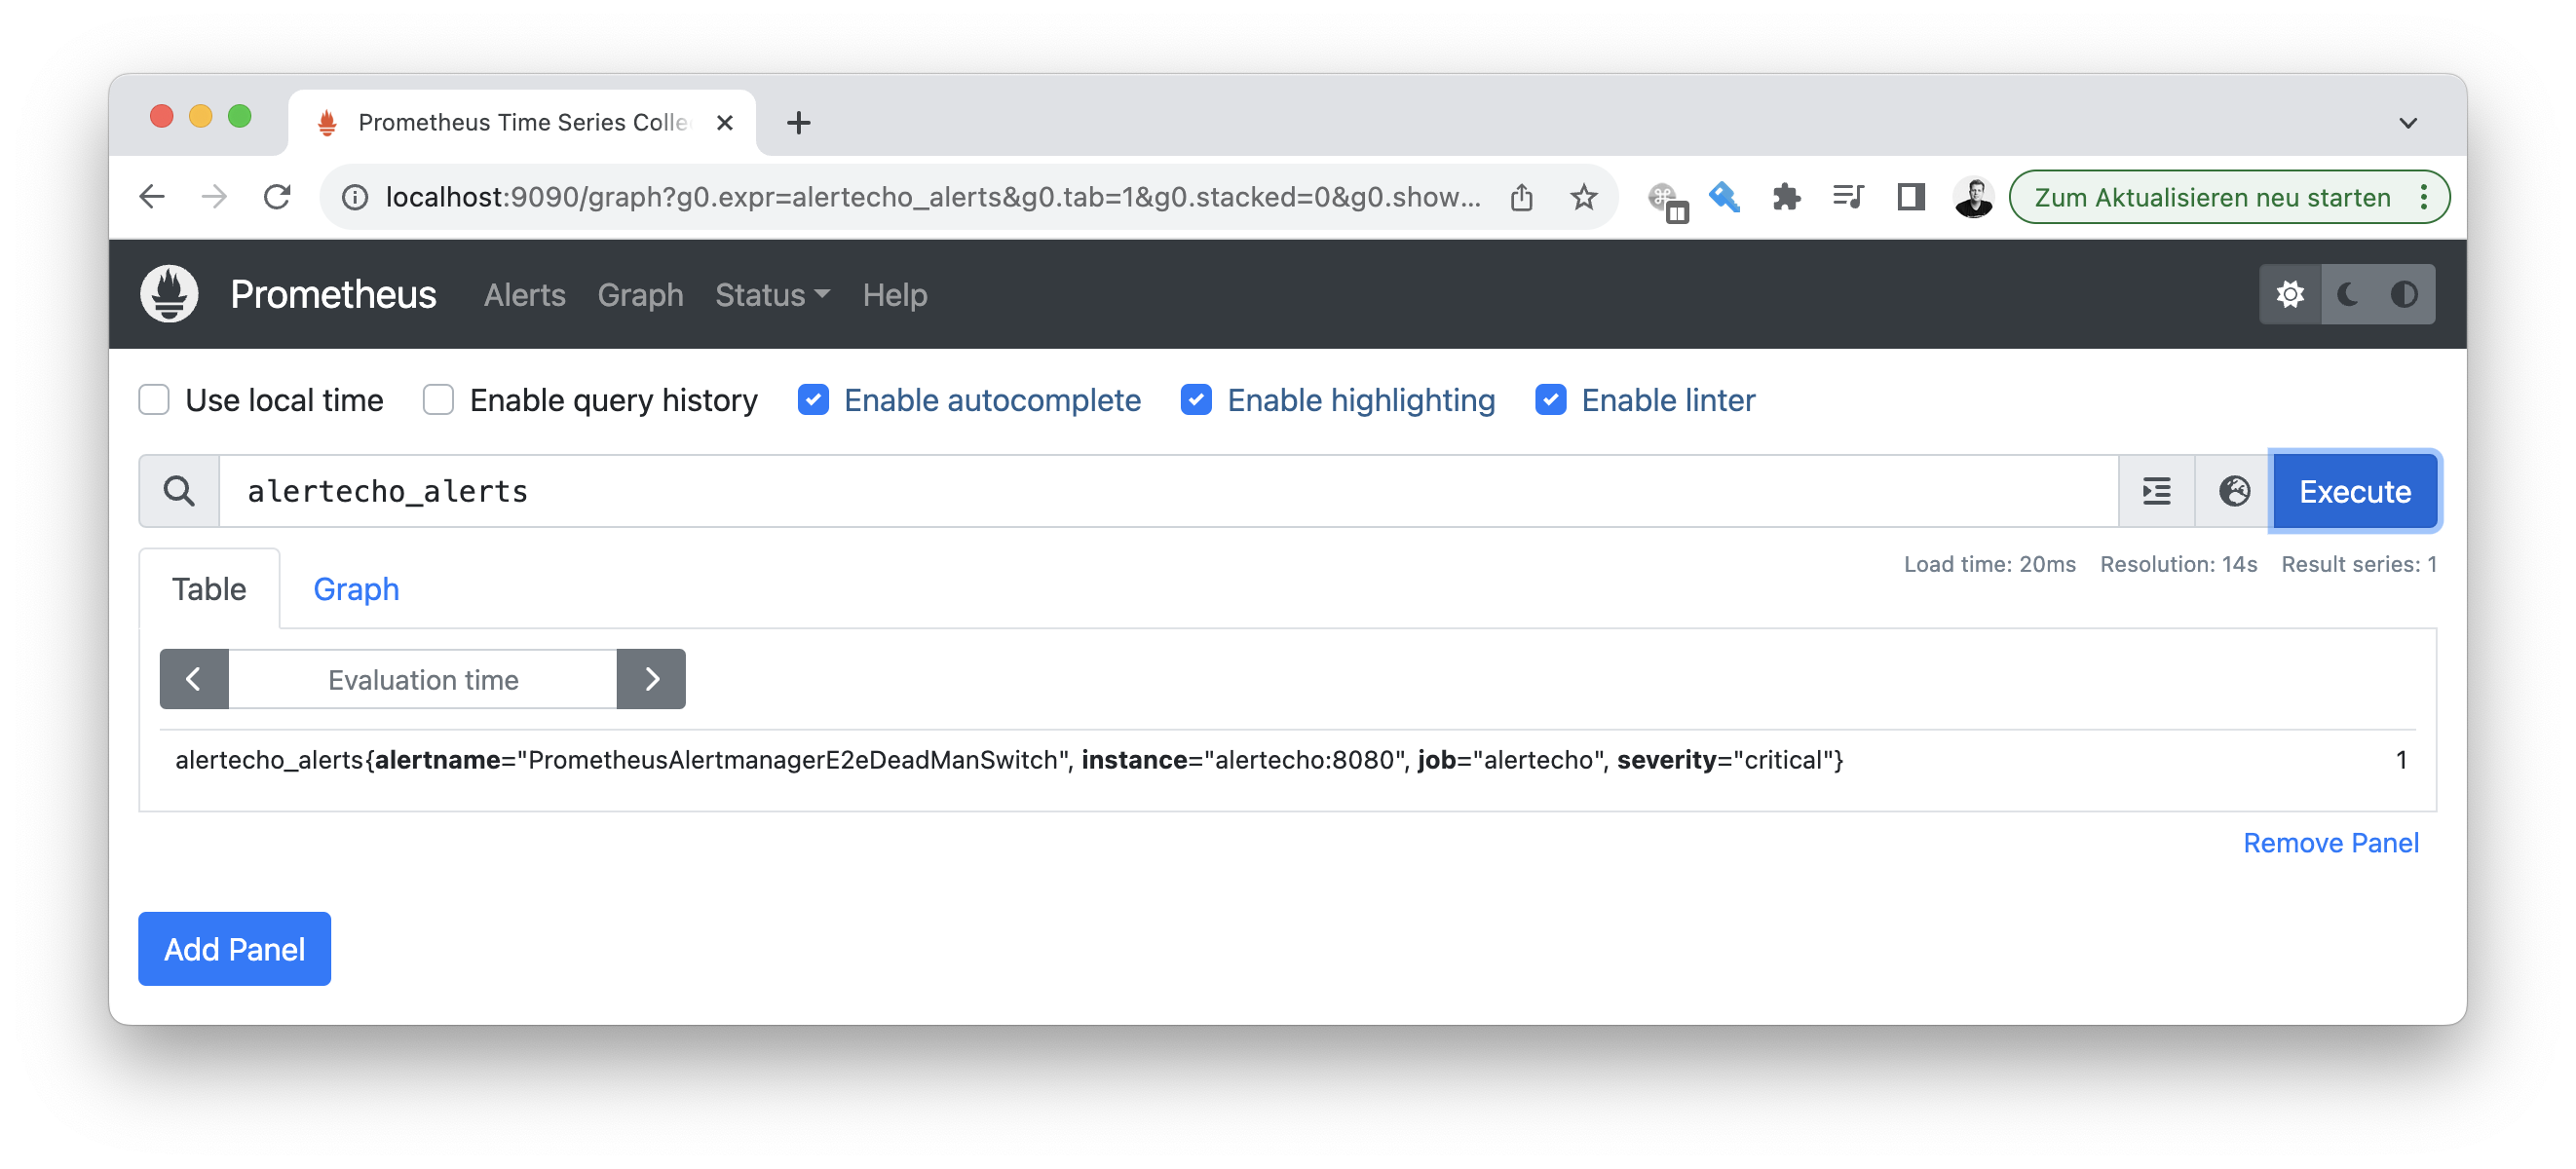 Prometheus Time Series Colle
localhost:9090/graph?g0.expr=alertecho_alerts&g0.tab=1&g0.stacked=0&g0.show...
Zum Aktualisieren neu starten
Prometheus Alerts Graph Status Help
Use local time Enable query history Enable autocomplete Enable highlighting Enable linter
alertecho_alerts
Execute
Load time: 20ms Resolution: 14s Result series: 1
Table Graph
Evaluation time
alertecho_alerts{alertname="PrometheusAlertmanagerE2eDeadManSwitch", instance="alertecho:8080", job="alertecho", severity="critical"} 1
Remove Panel
Add Panel